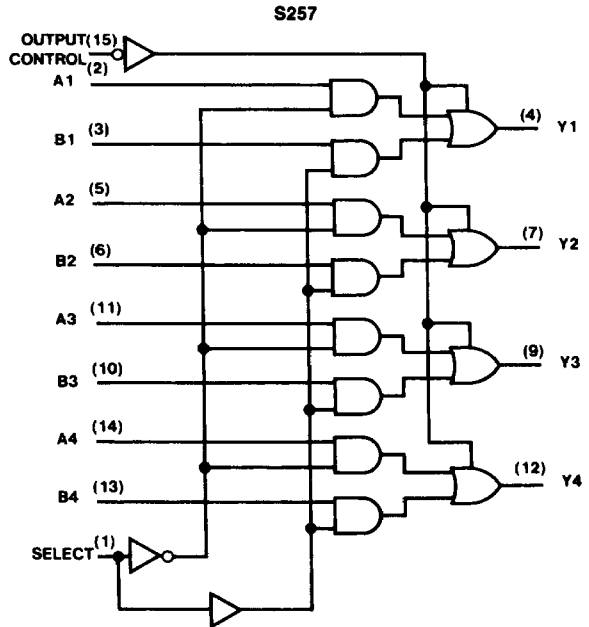 S257
OUTPUT (15)
CONTROL
(2)
A1
(4)
Y1
(3)
B1
(5)
A2
(7)
Y2
(6)
B2
(11)
A3
(9)
Y3
(10)
B3
(14)
A4
(12)
Y4
(13)
B4
SELECT (1)